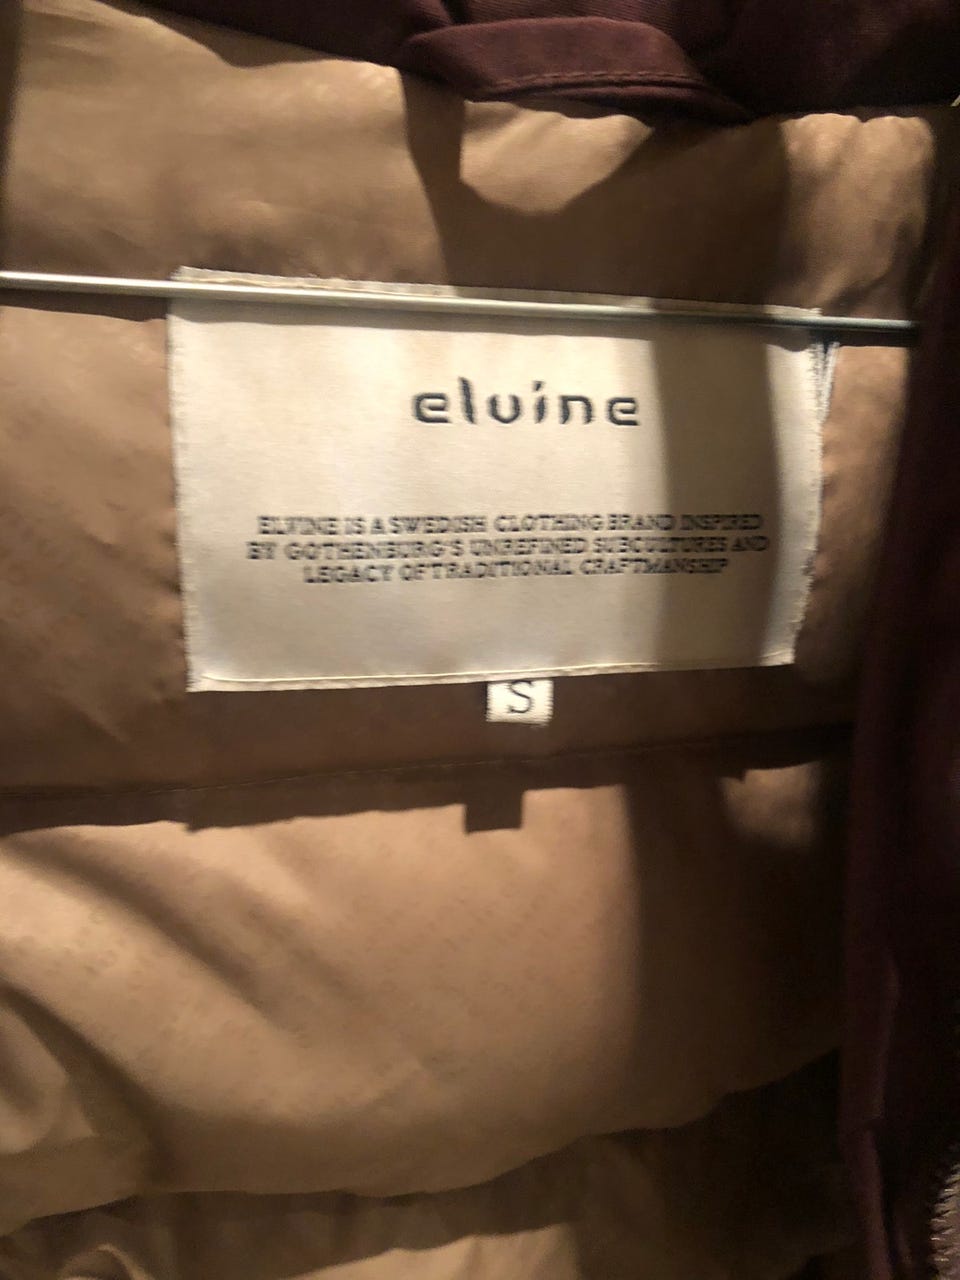 elvine
ELVINE IS A SWEDISH CLOTHING BRAND INSPIRED
BY GOTHENBURG'S UNREFINED SUBCULTURES AND
LEGACY OF TRADITIONAL CRAFTMANSHIP
S